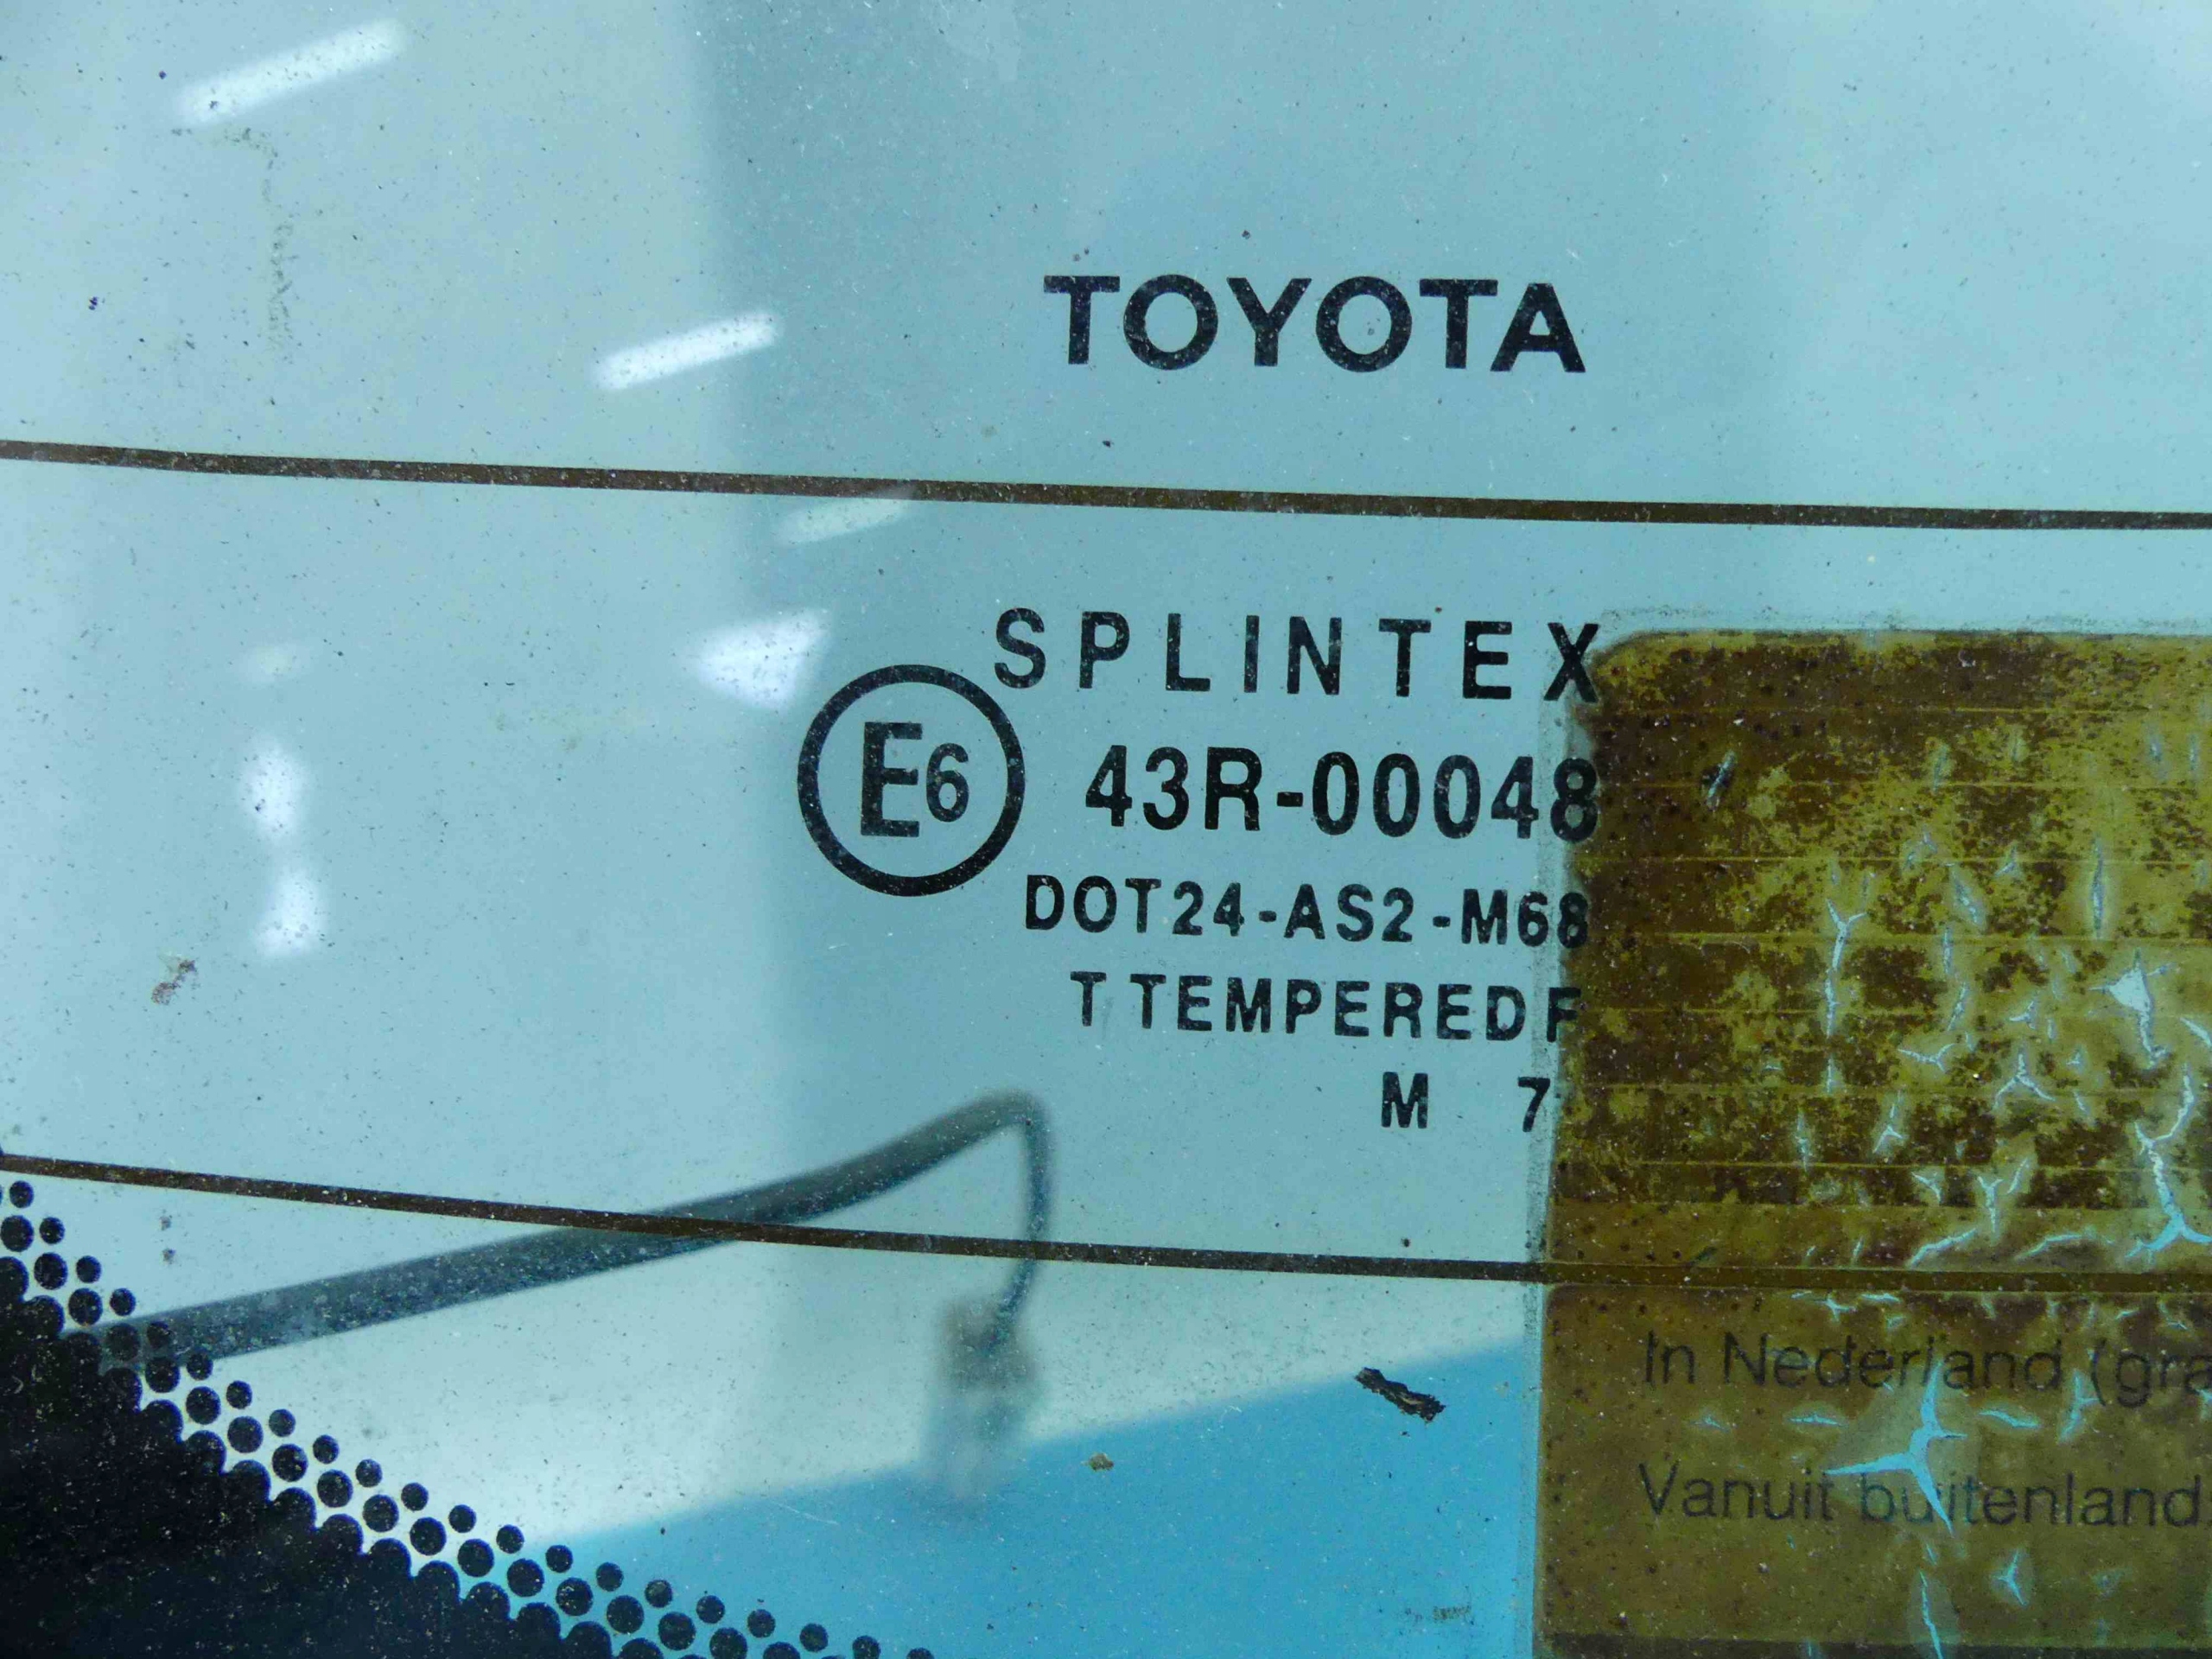 TOYOTA
SPLINTEX
E6 43R-00048
DOT24-AS2-M68
T TEMPERED F
M 7
In Nederland
Vanuit buitenland